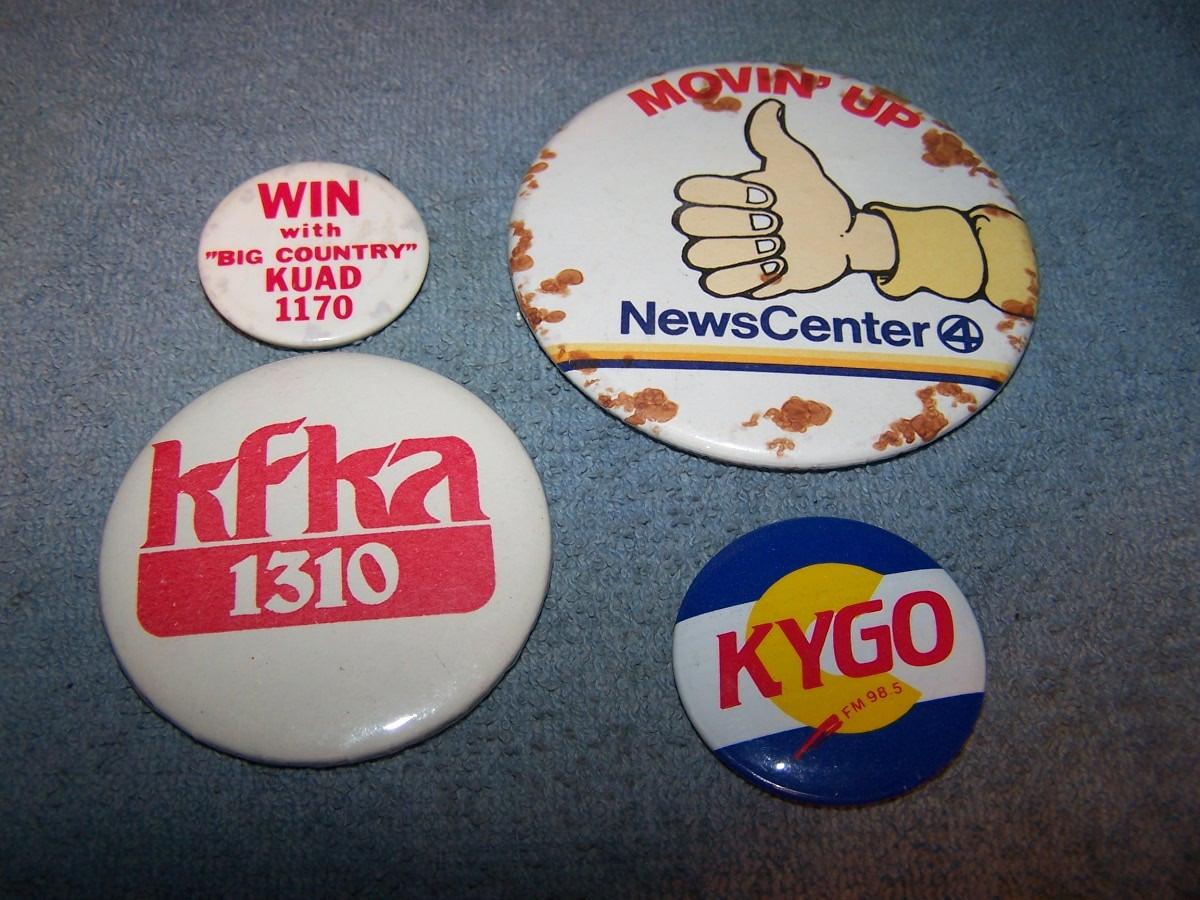 WIN
with
"BIG COUNTRY"
KUAD
1170
MOVIN' UP
NewsCenter 4
kfka
1310
KYGO
FM 98.5